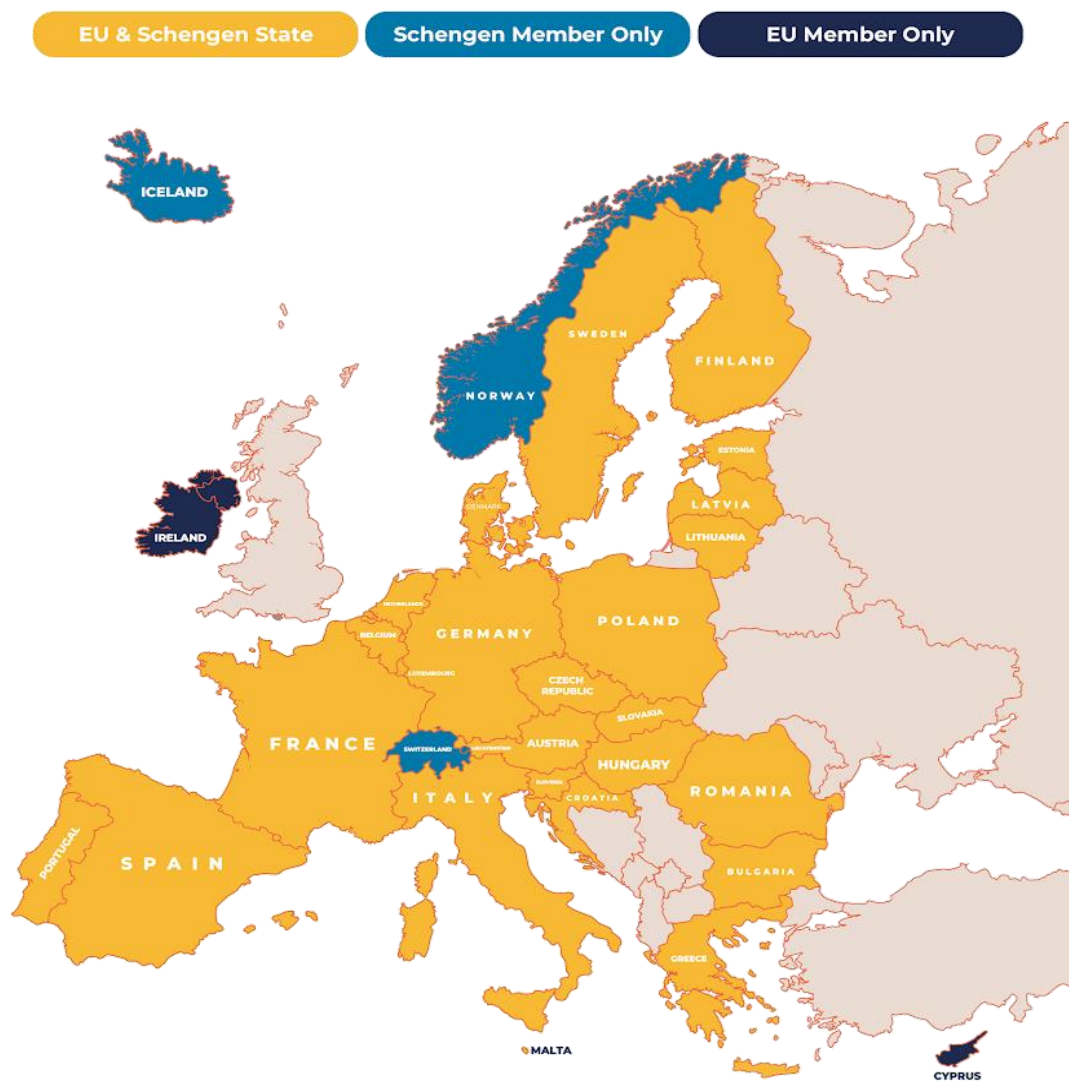 EU & Schengen State
Schengen Member Only
EU Member Only
ICELAND
SWEDEN
FINLAND
NORWAY
ESTONIA
DENMARK
LATVIA
IRELAND
LITHUANIA
NETHERLANDS
BELGIUM
GERMANY
POLAND
LUXEMBOURG
CZECH
REPUBLIC
SLOVAKIA
FRANCE
SWITZERLAND
LIECHTENSTEIN
AUSTRIA
HUNGARY
SLOVENIA
ITALY
CROATIA
ROMANIA
PORTUGAL
SPAIN
BULGARIA
GREECE
MALTA
CYPRUS